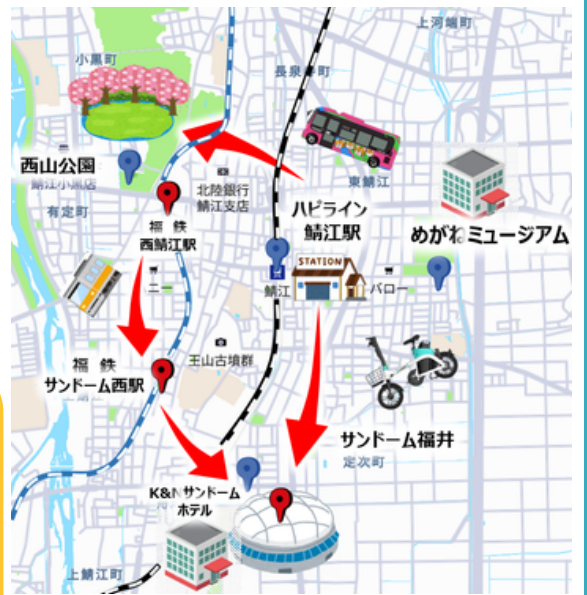 上河端町
小黒町
長泉寺町
西山公園
鯖江小黒店
有定町
北陸銀行
鯖江支店
東鯖江
福 鉄
西鯖江駅
ハピライン
鯖江駅
めがねミュージアム
STATION
鯖江
バロー
ニー
王山古墳群
福 鉄
サンドーム西駅
サンドーム福井
定次町
K&Nサンドーム
ホテル
上鯖江町